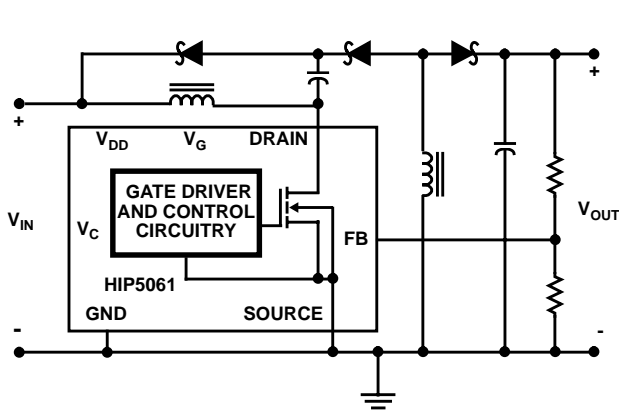 +
+
V_DD V_G DRAIN
GATE DRIVER
AND CONTROL
CIRCUITRY
V_IN
V_C
FB
V_OUT
HIP5061
GND SOURCE
-
-